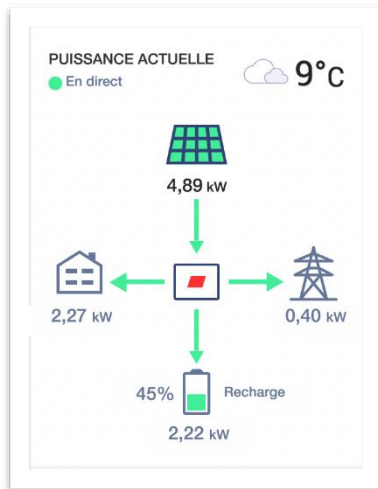 PUISSANCE ACTUELLE
En direct
9°C
4,89 kW
2,27 kW
0,40 kW
45%
Recharge
2,22 kW